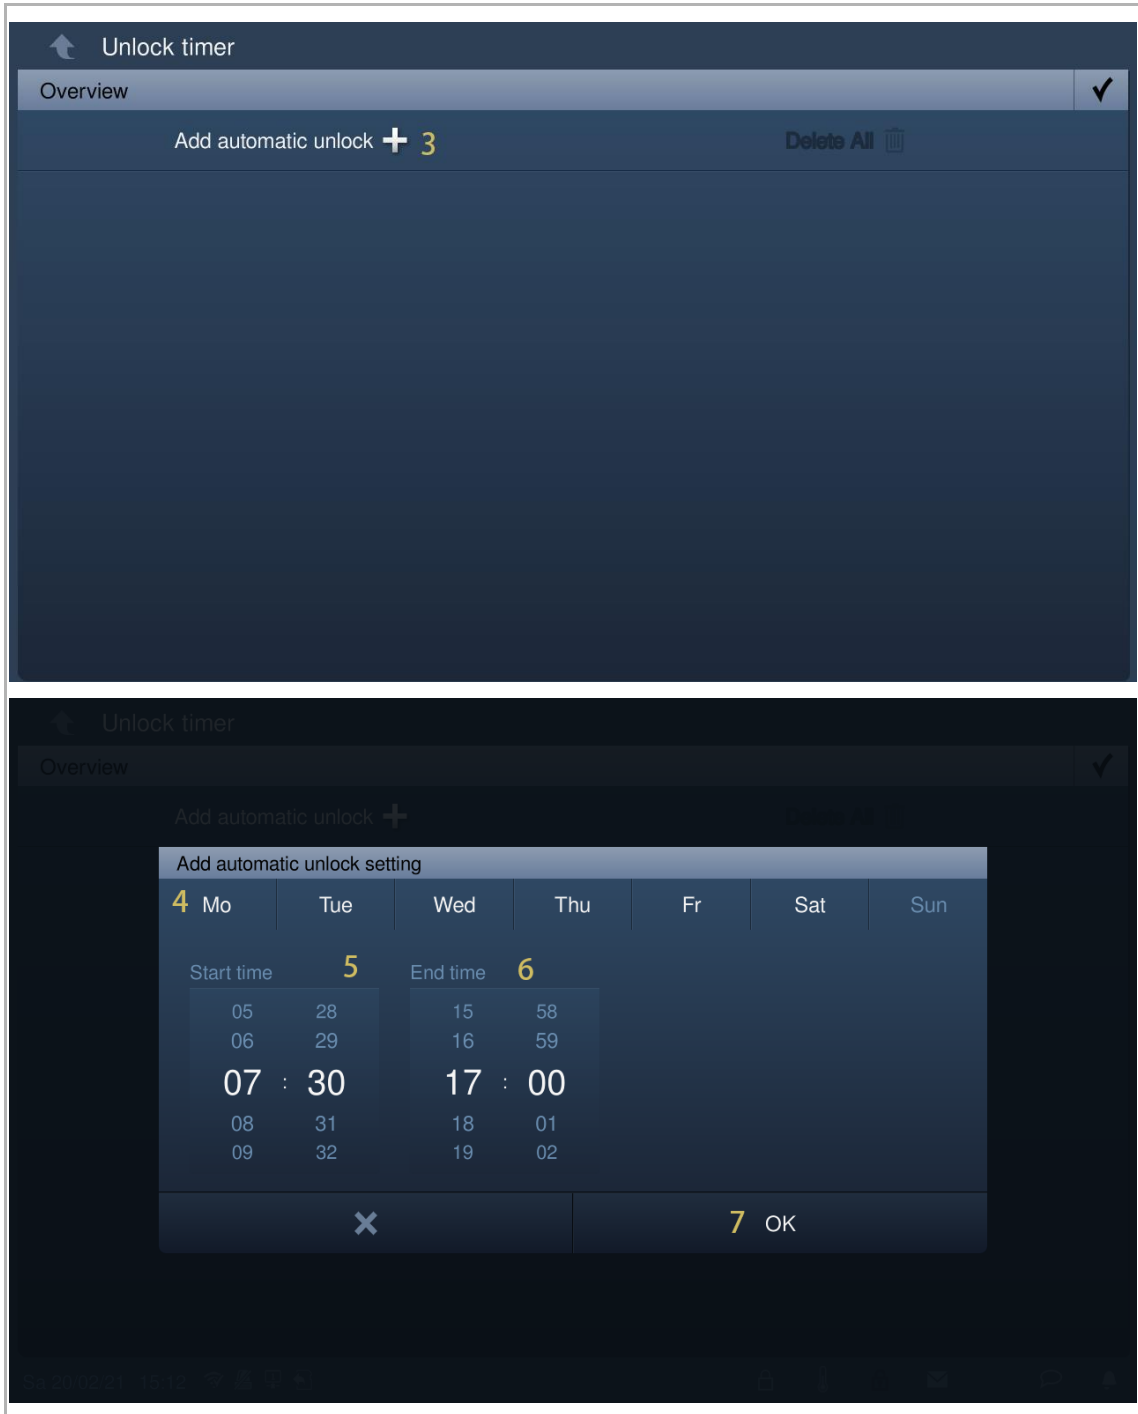 Unlock timer
Overview
Add automatic unlock 3 Delete All
Unlock timer
Overview
Add automatic unlock
Add automatic unlock setting
4 Mo Tue Wed Thu Fr Sat Sun
Start time 5 End time 6
05 28 15 58
06 29 16 59
07 : 30 17 : 00
08 31 18 01
09 32 19 02
7 OK